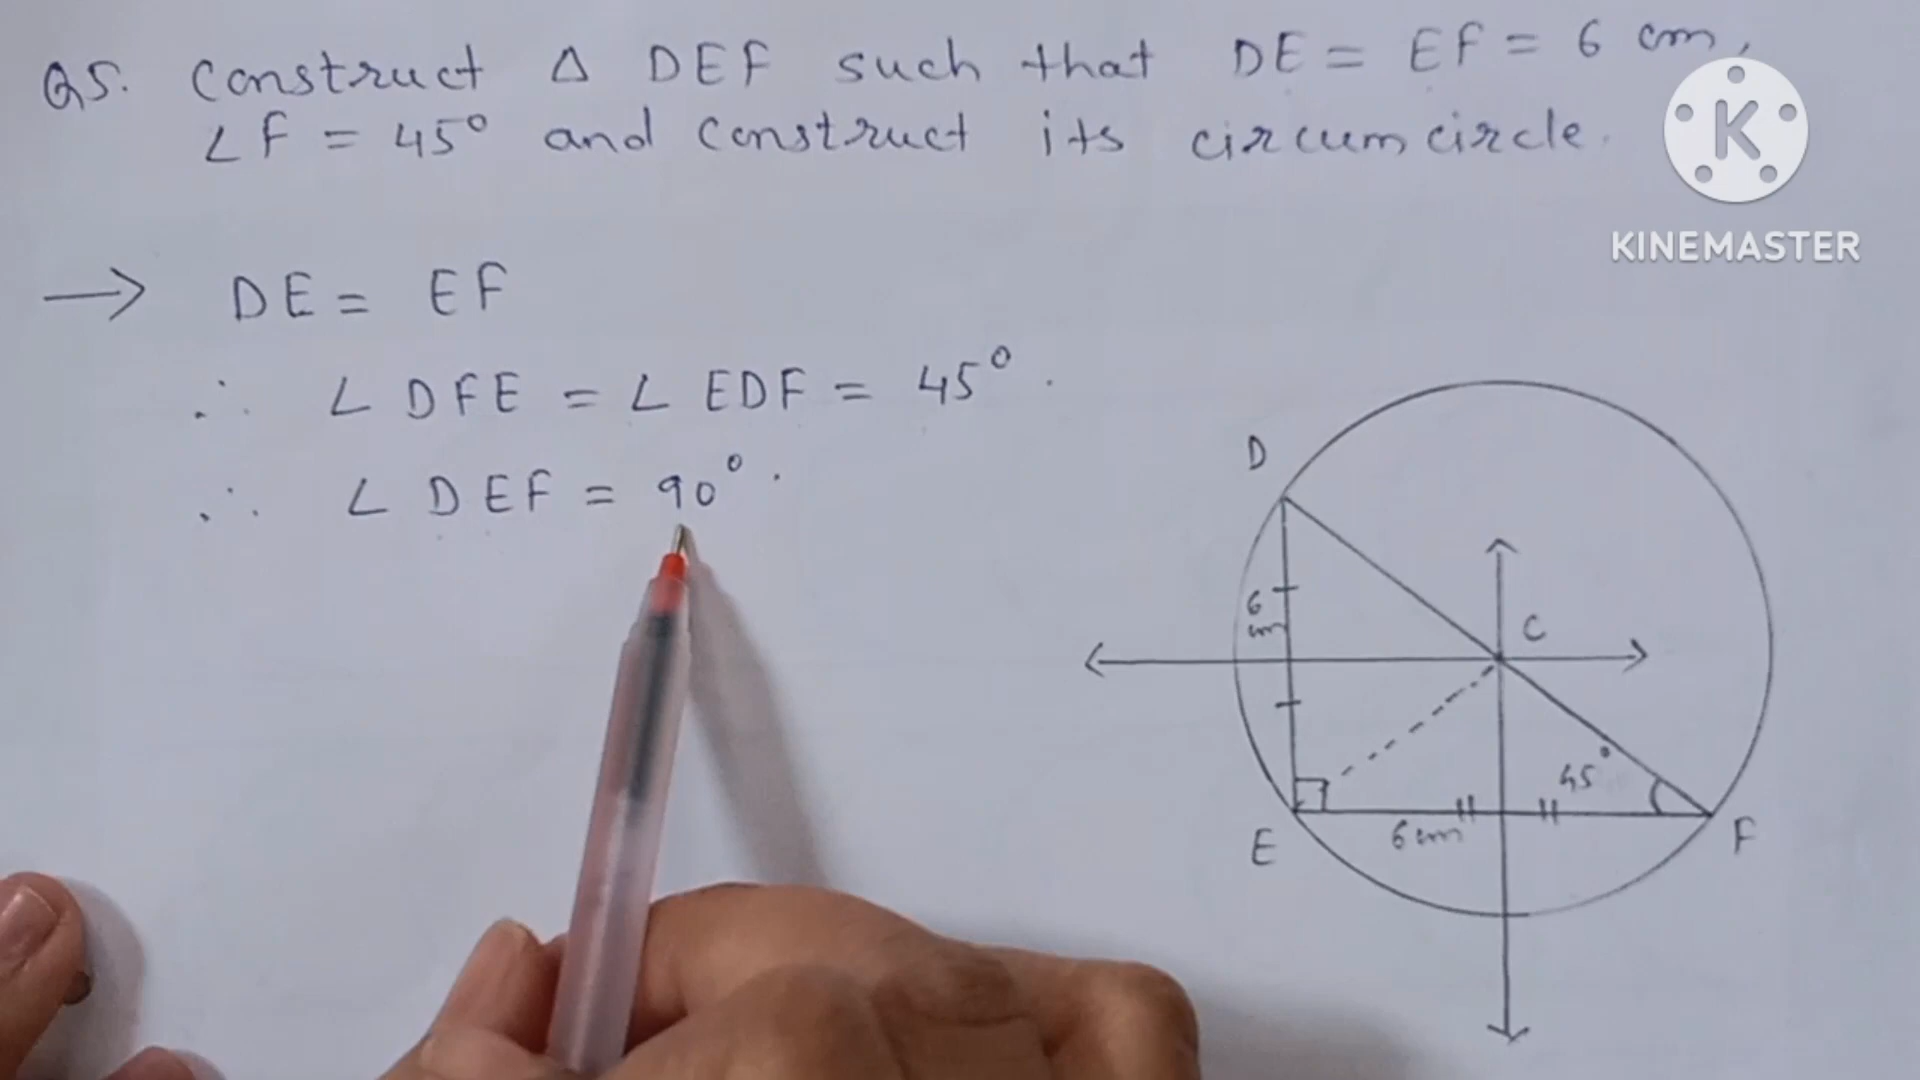 Q5. Construct Δ DEF such that DE = EF = 6 cm,
∠F = 45° and construct its circumcircle.
K
KINEMASTER
→ DE = EF
∴ ∠DFE = ∠EDF = 45°.
∴ ∠DEF = 90°.
D
6
cm
C
45°
6 cm
E
F